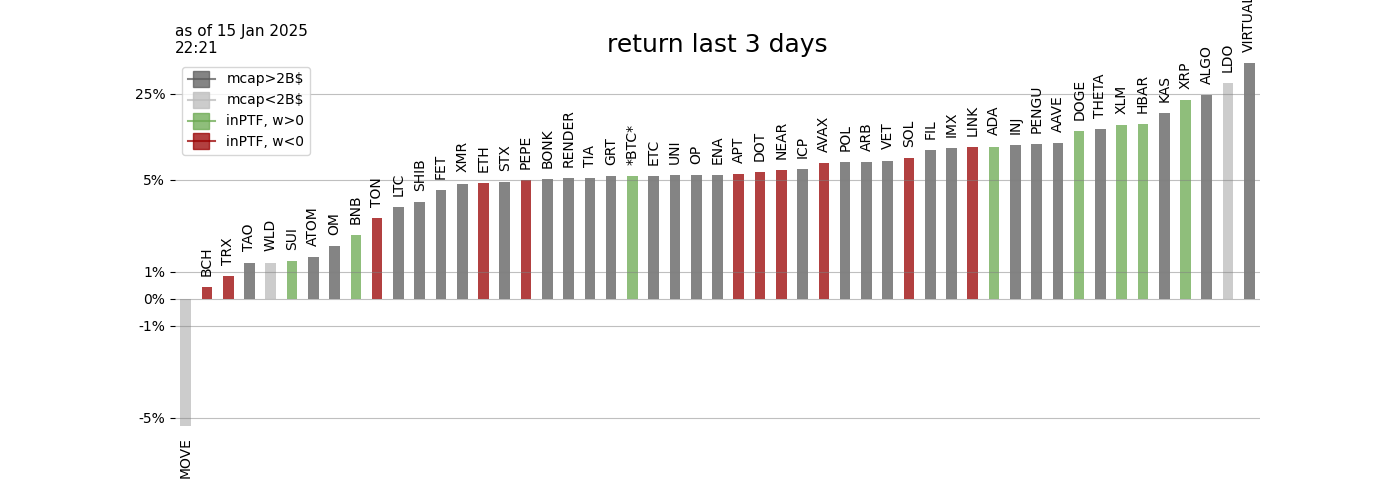 as of 15 Jan 2025
22:21
return last 3 days
mcap>2B$
mcap<2B$
inPTF, w>0
inPTF, w<0
25%
5%
1%
0%
-1%
-5%
MOVE
BCH
TRX
TAO
WLD
SUI
ATOM
OM
BNB
TON
LTC
SHIB
FET
XMR
ETH
STX
PEPE
BONK
RENDER
TIA
GRT
*BTC*
ETC
UNI
OP
ENA
APT
DOT
NEAR
ICP
AVAX
POL
ARB
VET
SOL
FIL
IMX
LINK
ADA
INJ
PENGU
AAVE
DOGE
THETA
XLM
HBAR
KAS
XRP
ALGO
LDO
VIRTUAL